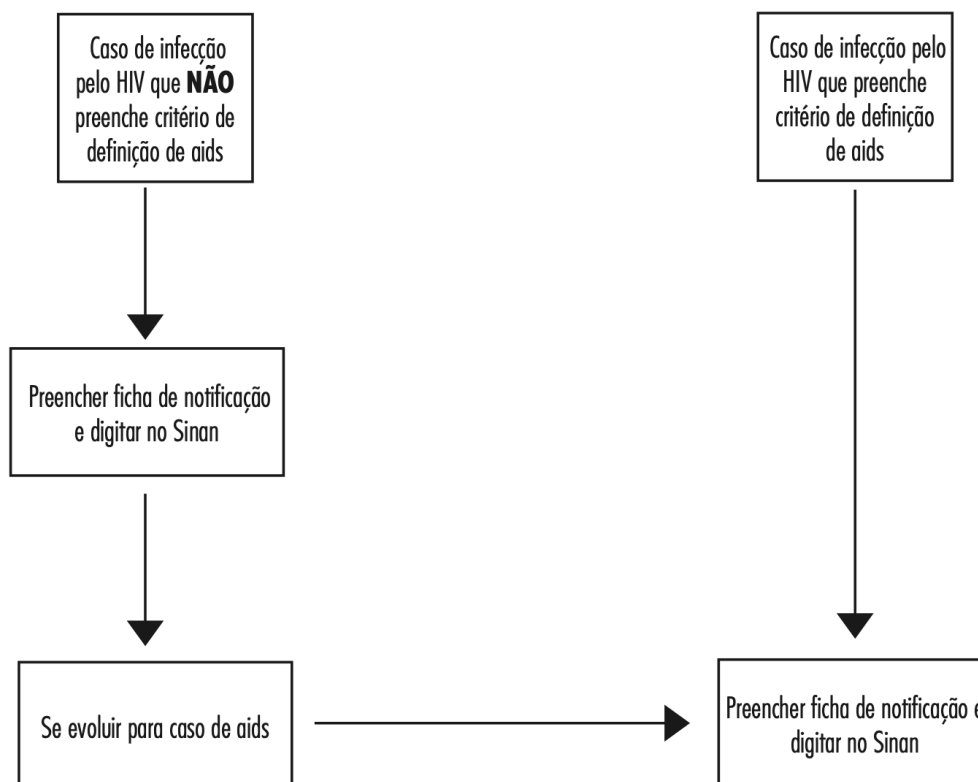 Caso de infecção
pelo HIV que NÃO
preenche critério de
definição de aids
Caso de infecção pelo
HIV que preenche
critério de definição
de aids
Preencher ficha de notificação
e digitar no Sinan
Se evoluir para caso de aids
Preencher ficha de notificação e
digitar no Sinan